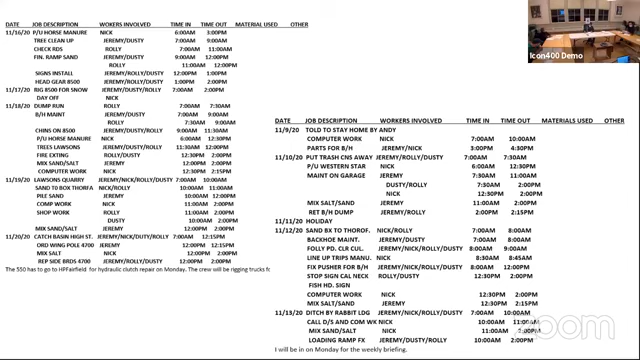 DATE JOB DESCRIPTION WOKERS INVOLVED TIME IN TIME OUT MATERIAL USED OTHER
11/16/20 P/U HORSE MANURE NICK 6:00AM 3:00PM
TREE CLEAN UP JEREMY/DUSTY 7:00AM 9:00AM
CHECK RDS ROLLY 7:00AM 11:00AM
FIN. RAMP SAND JEREMY/DUSTY 9:00AM 12:00PM
ROLLY 11:00AM 12:00PM
SIGNS INSTALL JEREMY/ROLLY/DUSTY 12:00PM 1:00PM
HEAD GEAR 8500 JEREMY/ROLLY/DUSTY 1:00PM 2:00PM
11/17/20 RIG 8500 FOR SNOW JEREMY/ROLLY/DUSTY 7:00AM 2:00PM
DAY OFF NICK
11/18/20 DUMP RUN ROLLY 7:00AM 7:30AM
B/H MAINT JEREMY/DUSTY 7:00AM 9:00AM
ROLLY 7:30AM 9:00AM
CHINS ON 8500 JEREMY/DUSTY/ROLLY 9:00AM 11:30AM
P/U HORSE MANURE NICK 6:00AM 12:30PM
TREES LAWSONS JEREMY/DUSTY/ROLLY 11:30AM 12:00PM
FIRE EXTING ROLLY 12:30PM 2:00PM
MIX SAND/SALT JEREMY 12:00PM 2:00PM
COMPUTER WORK NICK 12:30PM 2:15PM
11/19/20 LAWSONS QUARRY JEREMY/NICK/ROLLY/DUSTY 7:00AM 10:00AM
SAND T0 BOX THORFA NICK/ROLLY 10:00AM 11:00AM
PILE SAND JEREMY 10:00AM 12:00PM
COMP WORK NICK 11:00AM 2:00PM
SHOP WORK ROLLY 11:00AM 2:00PM
DUSTY 10:00AM 2:00PM
MIX SAND/SALT JEREMY 12:00PM 2:00PM
11/20/20 CATCH BASIN HIGH ST. JEREMY/NICK/DUTY/ROLLY 7:00AM 12:15PM
ORD WING POLE 4700 JEREMY 12:00PM 12:15PM
MIX SALT NICK 12:00PM 2:00PM
REP SIDE BRDS 4700 JEREMY/ROLLY/DUSTY 12:00PM 2:00PM
The 550 has to go to HPFairfield for hydraulic clutch repair on Monday. The crew will be rigging trucks fo
DATE JOB DESCRIPTION WORKERS INVOLVED TIME IN TIME OUT MATERIALS USED OTHER
11/9/20 TOLD TO STAY HOME BY ANDY
COMPUTER WORK NICK 7:00AM 10:00AM
PARTS FOR B/H JEREMY/NICK 3:00PM 4:30PM
11/10/20 PUT TRASH CNS AWAY JEREMY/ROLLY/DUSTY 7:00AM 7:30AM
P/U WESTERN STAR NICK 6:00AM 12:30PM
MAINT ON GARAGE JEREMY 7:30AM 11:00AM
DUSTY/ROLLY 7:30AM 2:00PM
NICK 12:30PM 2:00PM
MIX SAND/SALT JEREMY 11:00AM 2:00PM
RET B/H DUMP JEREMY/ROLLY 2:00PM 2:15PM
11/11/20 HOLIDAY
11/12/20 SAND BX TO THOROF. NICK/ROLLY 7:00AM 8:00AM
BACKHOE MAINT. JEREMY/DUSTY 7:00AM 8:00AM
FOLLY PD. CLR CUL. JEREMY/NICK/ROLLY/DUSTY 8:00AM 9:00AM
LINE UP TRIPS MANU. NICK 8:30AM 8:45AM
FIX PUSHER FOR B/H JEREMY/NICK/ROLLY/DUSTY 8:00AM 12:00PM
STOP SIGN CAL NECK ROLLY/DUSTY 12:00PM 2:00PM
FISH HD. SIGN
COMPUTER WORK NICK 12:30PM 2:00PM
MIX SALT/SAND JEREMY 12:30PM 2:15PM
11/13/20 DITCH BY RABBIT LDG JEREMY/NICK/ROLLY/DUSTY 7:00AM 10:00AM
CALL D/S AND COM WK NICK 10:00AM 11:00AM
MIX SAND/SALT NICK 11:00AM 2:00PM
LOADING RAMP FX JEREMY/DUSTY/ROLLY 10:00AM 2:00PM
I will be in on Monday for the weekly briefing.
Icon400 Demo
zoom